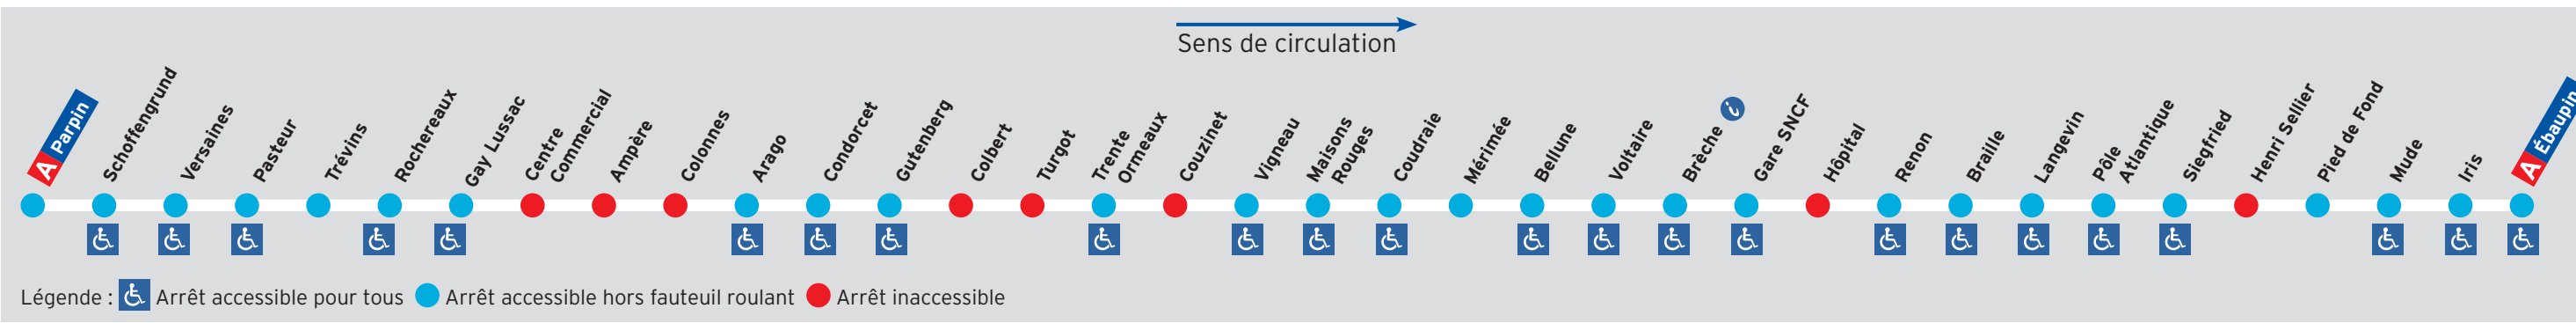 Sens de circulation
A Parpin
Schoffengrund
Versaines
Pasteur
Trévins
Rochereaux
Gay Lussac
Centre
Commercial
Ampère
Colonnes
Arago
Condorcet
Gutenberg
Colbert
Turgot
Trente
Ormeaux
Couzinet
Vigneau
Maisons
Rouges
Coudraie
Mérimée
Bellune
Voltaire
Brèche i
Gare SNCF
Hôpital
Renon
Braille
Langevin
Pôle
Atlantique
Siegfried
Henri Sellier
Pied de Fond
Mude
Iris
A Ébaupin
Légende : Arrêt accessible pour tous Arrêt accessible hors fauteuil roulant Arrêt inaccessible